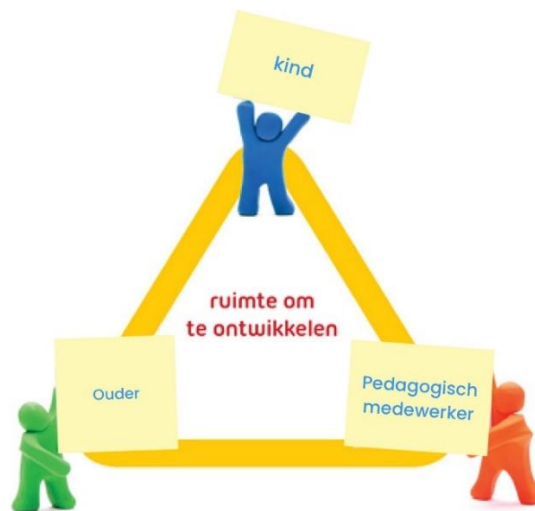 kind
ruimte om
te ontwikkelen
Ouder
Pedagogisch
medewerker